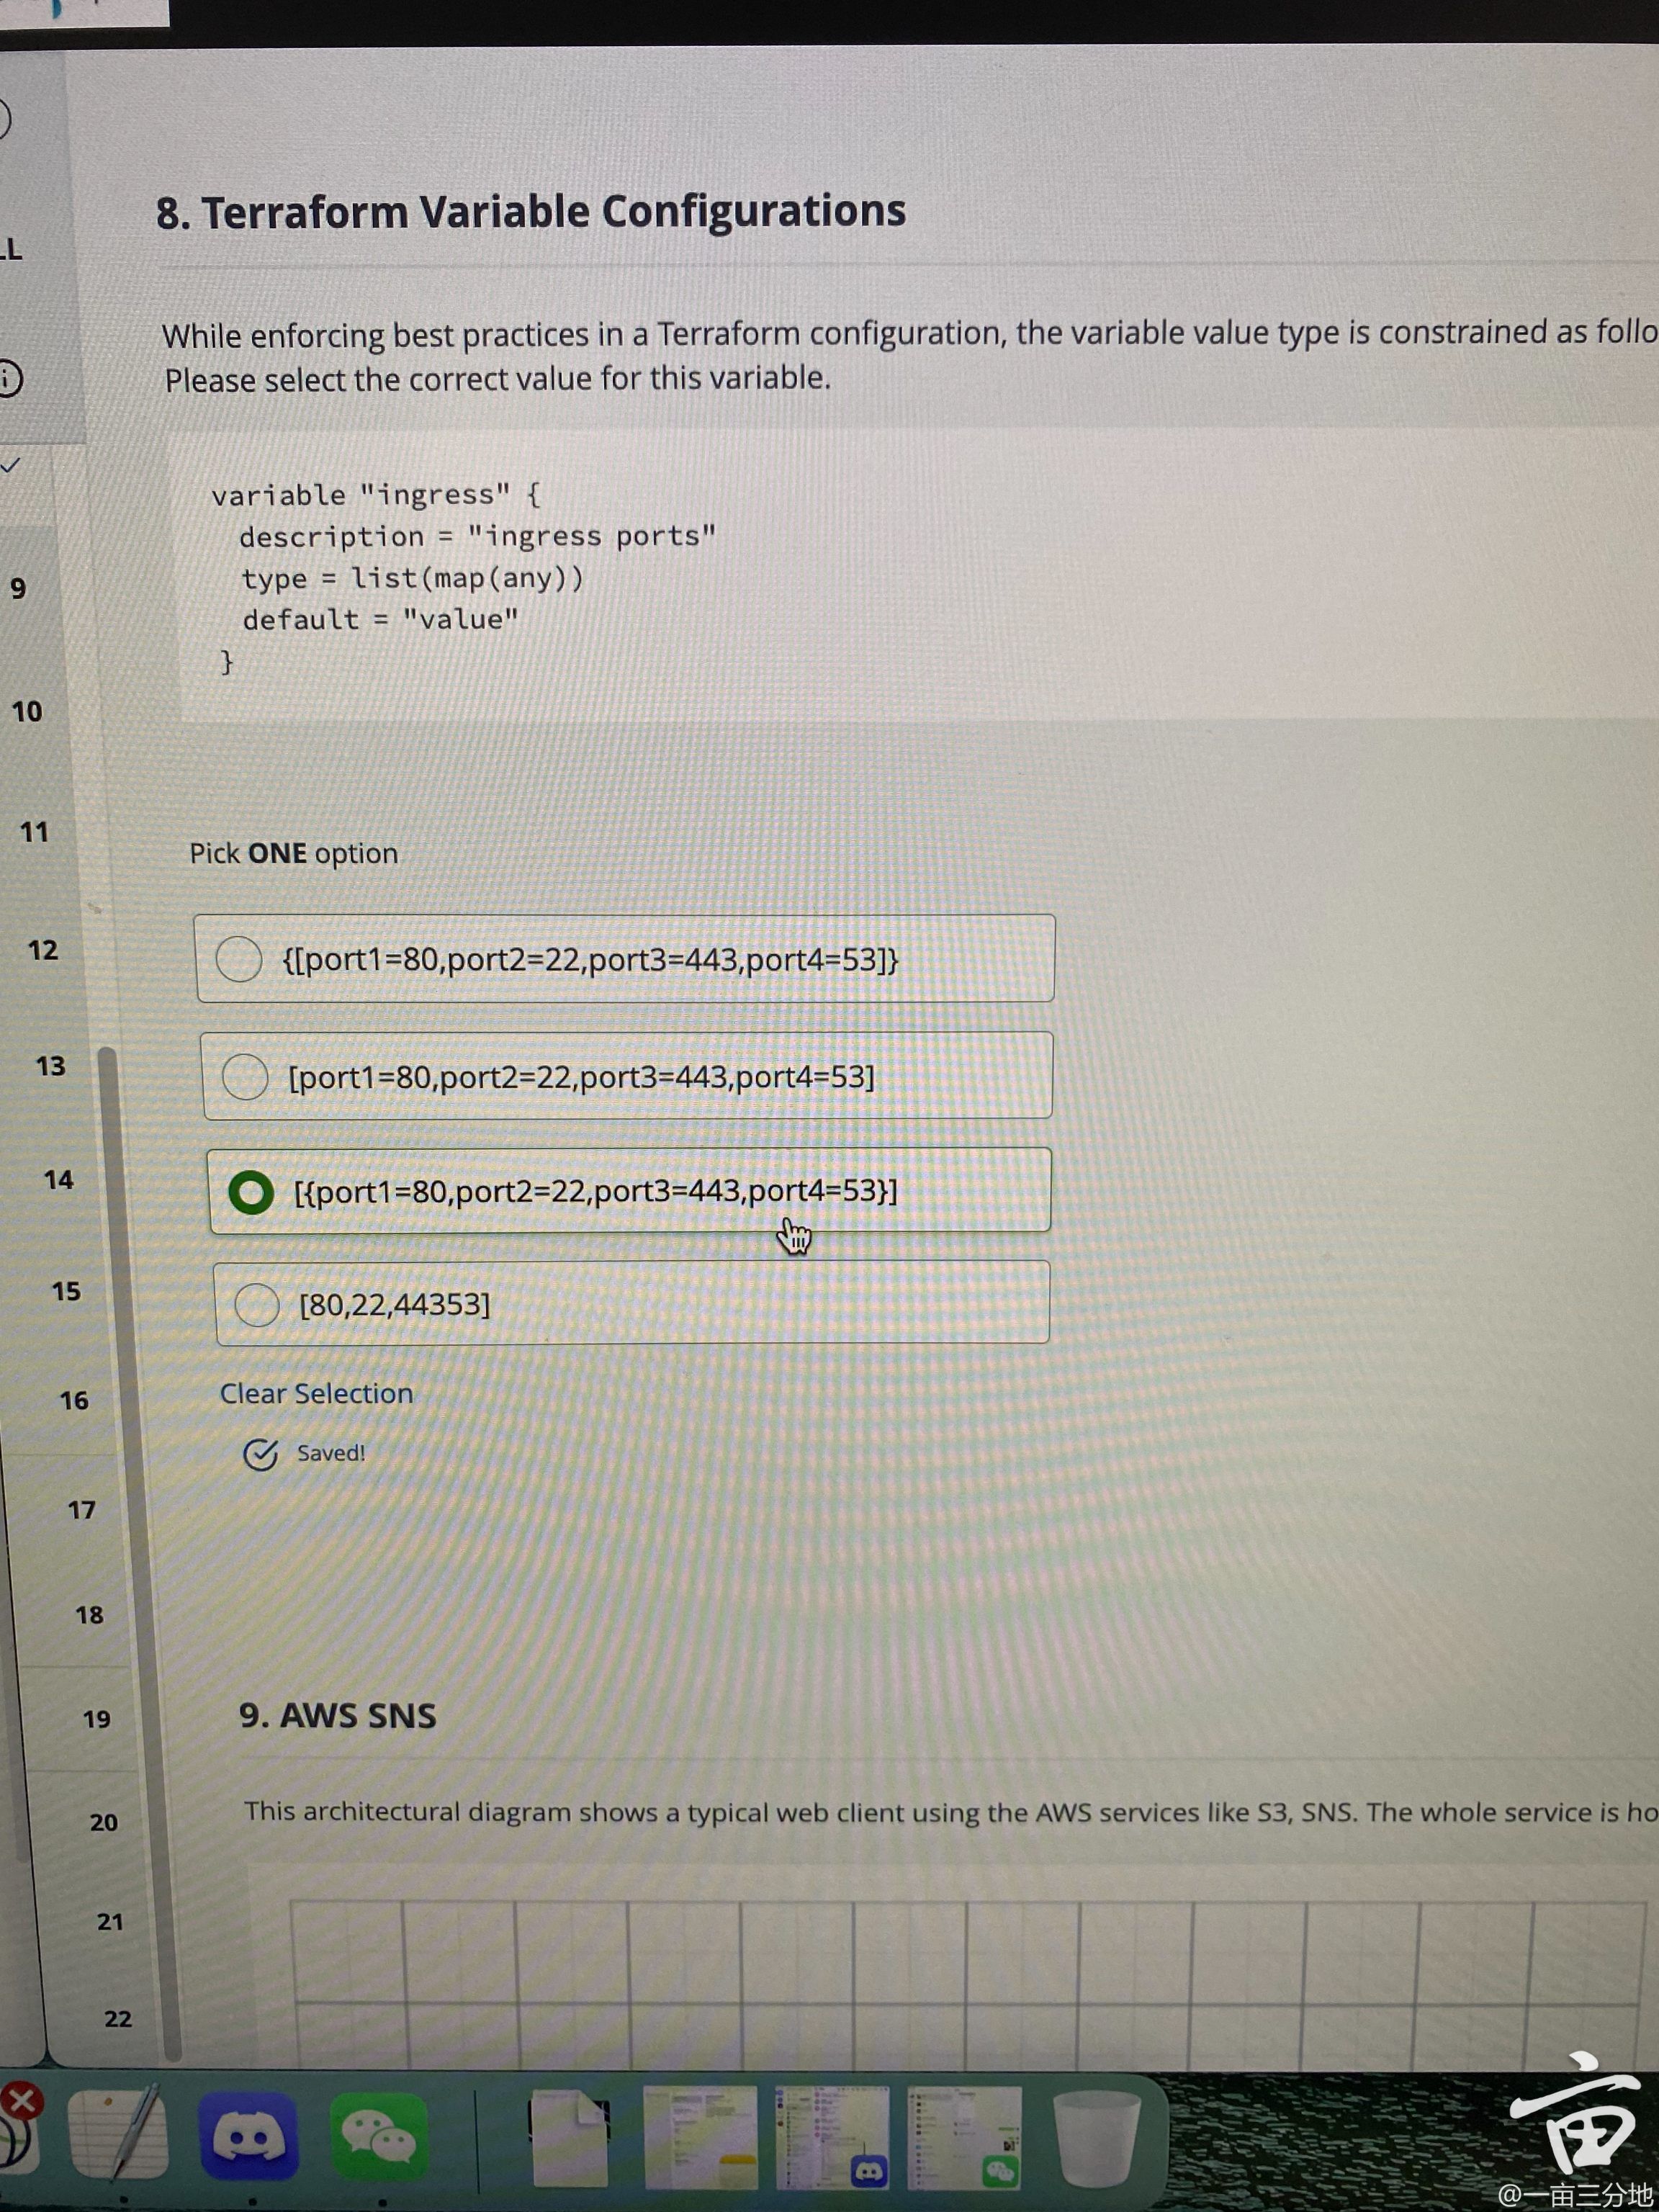 8. Terraform Variable Configurations
LL
While enforcing best practices in a Terraform configuration, the variable value type is constrained as follo
Please select the correct value for this variable.
variable "ingress" {
description = "ingress ports"
type = list(map(any))
default = "value"
}
Pick ONE option
{[port1=80,port2=22,port3=443,port4=53]}
[port1=80,port2=22,port3=443,port4=53]
[{port1=80,port2=22,port3=443,port4=53}]
[80,22,44353]
Clear Selection
Saved!
9. AWS SNS
This architectural diagram shows a typical web client using the AWS services like S3, SNS. The whole service is ho
9
10
11
12
13
14
15
16
17
18
19
20
21
22
亩
@一亩三分地